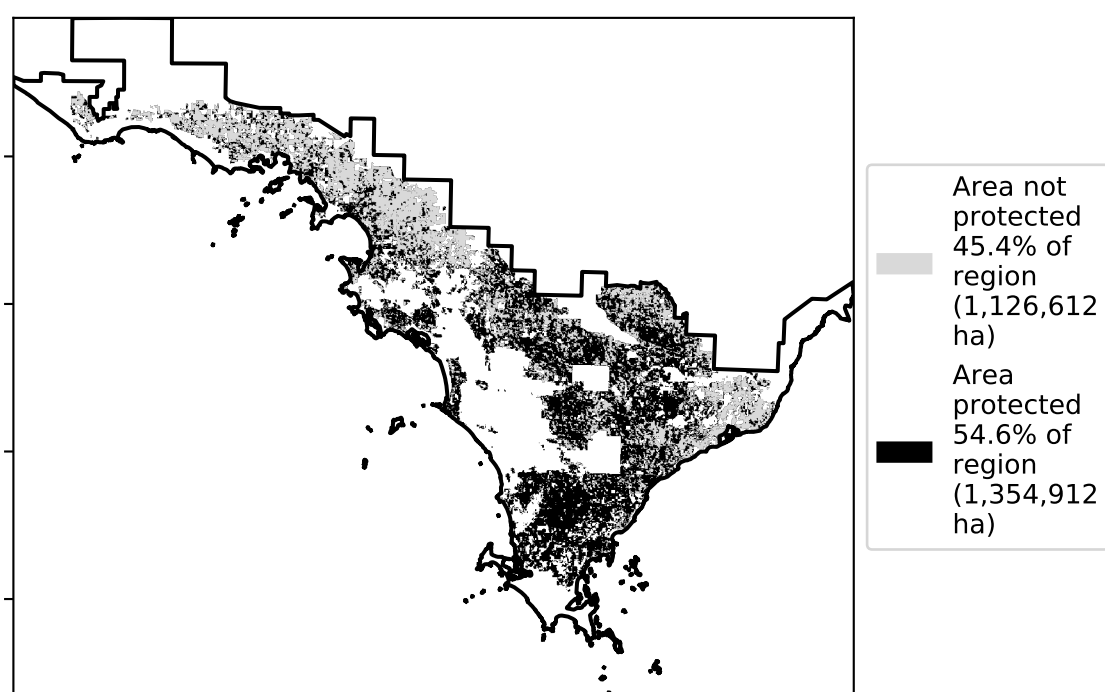 Area not
protected
45.4% of
region
(1,126,612
ha)
Area
protected
54.6% of
region
(1,354,912
ha)